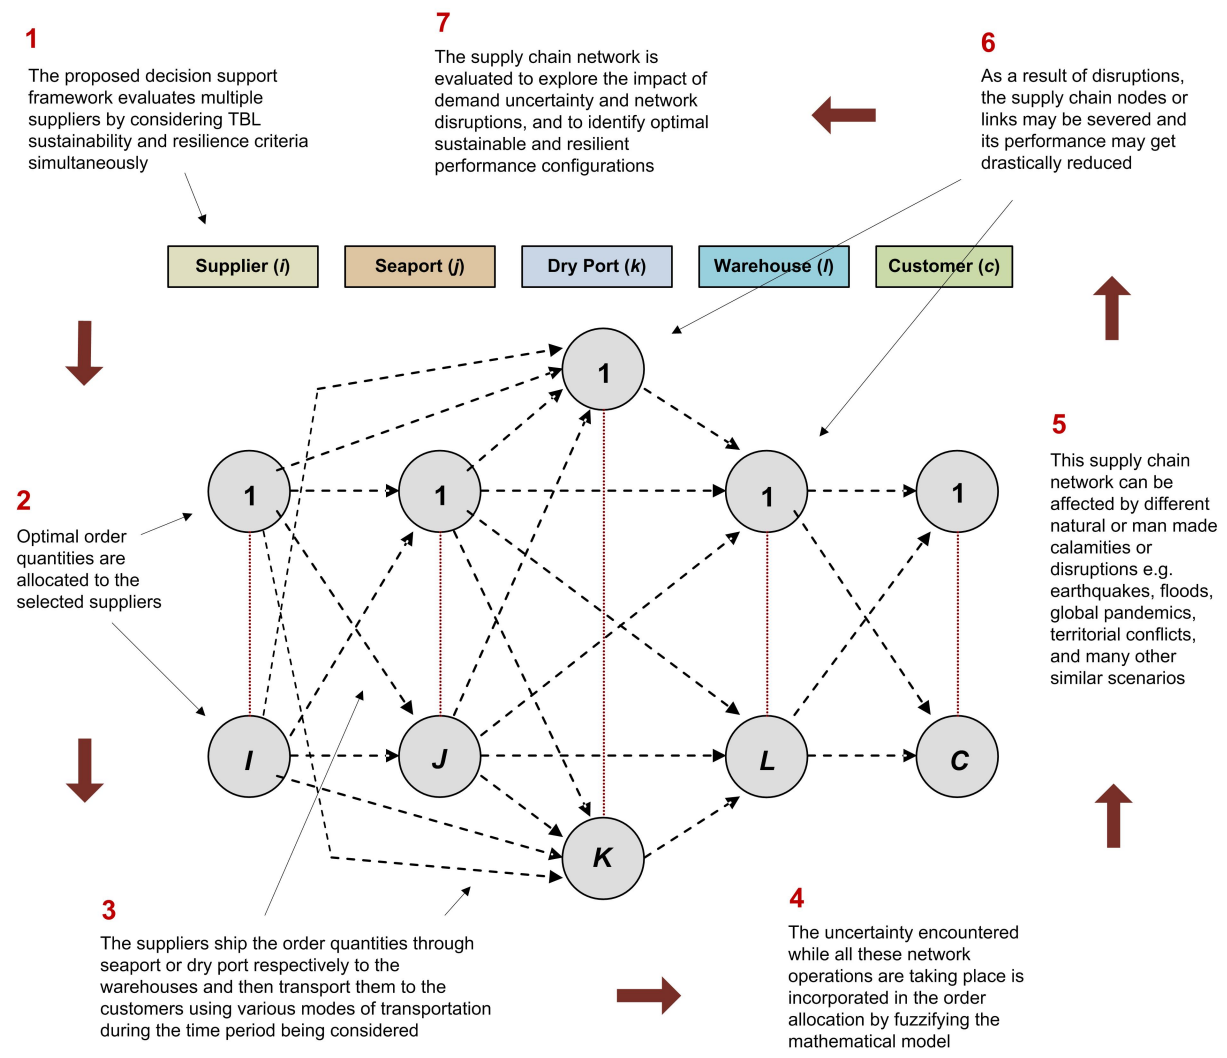 1
The proposed decision support
framework evaluates multiple
suppliers by considering TBL
sustainability and resilience criteria
simultaneously
7
The supply chain network is
evaluated to explore the impact of
demand uncertainty and network
disruptions, and to identify optimal
sustainable and resilient
performance configurations
6
As a result of disruptions,
the supply chain nodes or
links may be severed and
its performance may get
drastically reduced
Supplier (i)
Seaport (j)
Dry Port (k)
Warehouse (l)
Customer (c)
1
1
1
1
1
2
Optimal order
quantities are
allocated to the
selected suppliers
5
This supply chain
network can be
affected by different
natural or man made
calamities or
disruptions e.g.
earthquakes, floods,
global pandemics,
territorial conflicts,
and many other
similar scenarios
I
J
L
C
K
3
The suppliers ship the order quantities through
seaport or dry port respectively to the
warehouses and then transport them to the
customers using various modes of transportation
during the time period being considered
4
The uncertainty encountered
while all these network
operations are taking place is
incorporated in the order
allocation by fuzzifying the
mathematical model